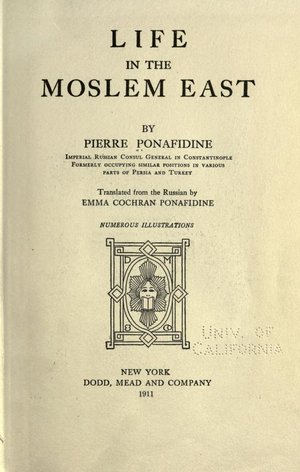 LIFE
IN THE
MOSLEM EAST
BY
PIERRE PONAFIDINE
IMPERIAL RUSSIAN CONSUL GENERAL IN CONSTANTINOPLE
FORMERLY OCCUPYING SIMILAR POSITIONS IN VARIOUS
PARTS OF PERSIA AND TURKEY
Translated from the Russian by
EMMA COCHRAN PONAFIDINE
NUMEROUS ILLUSTRATIONS
D M
& C
UNIV. OF
CALIFORNIA
NEW YORK
DODD, MEAD AND COMPANY
1911